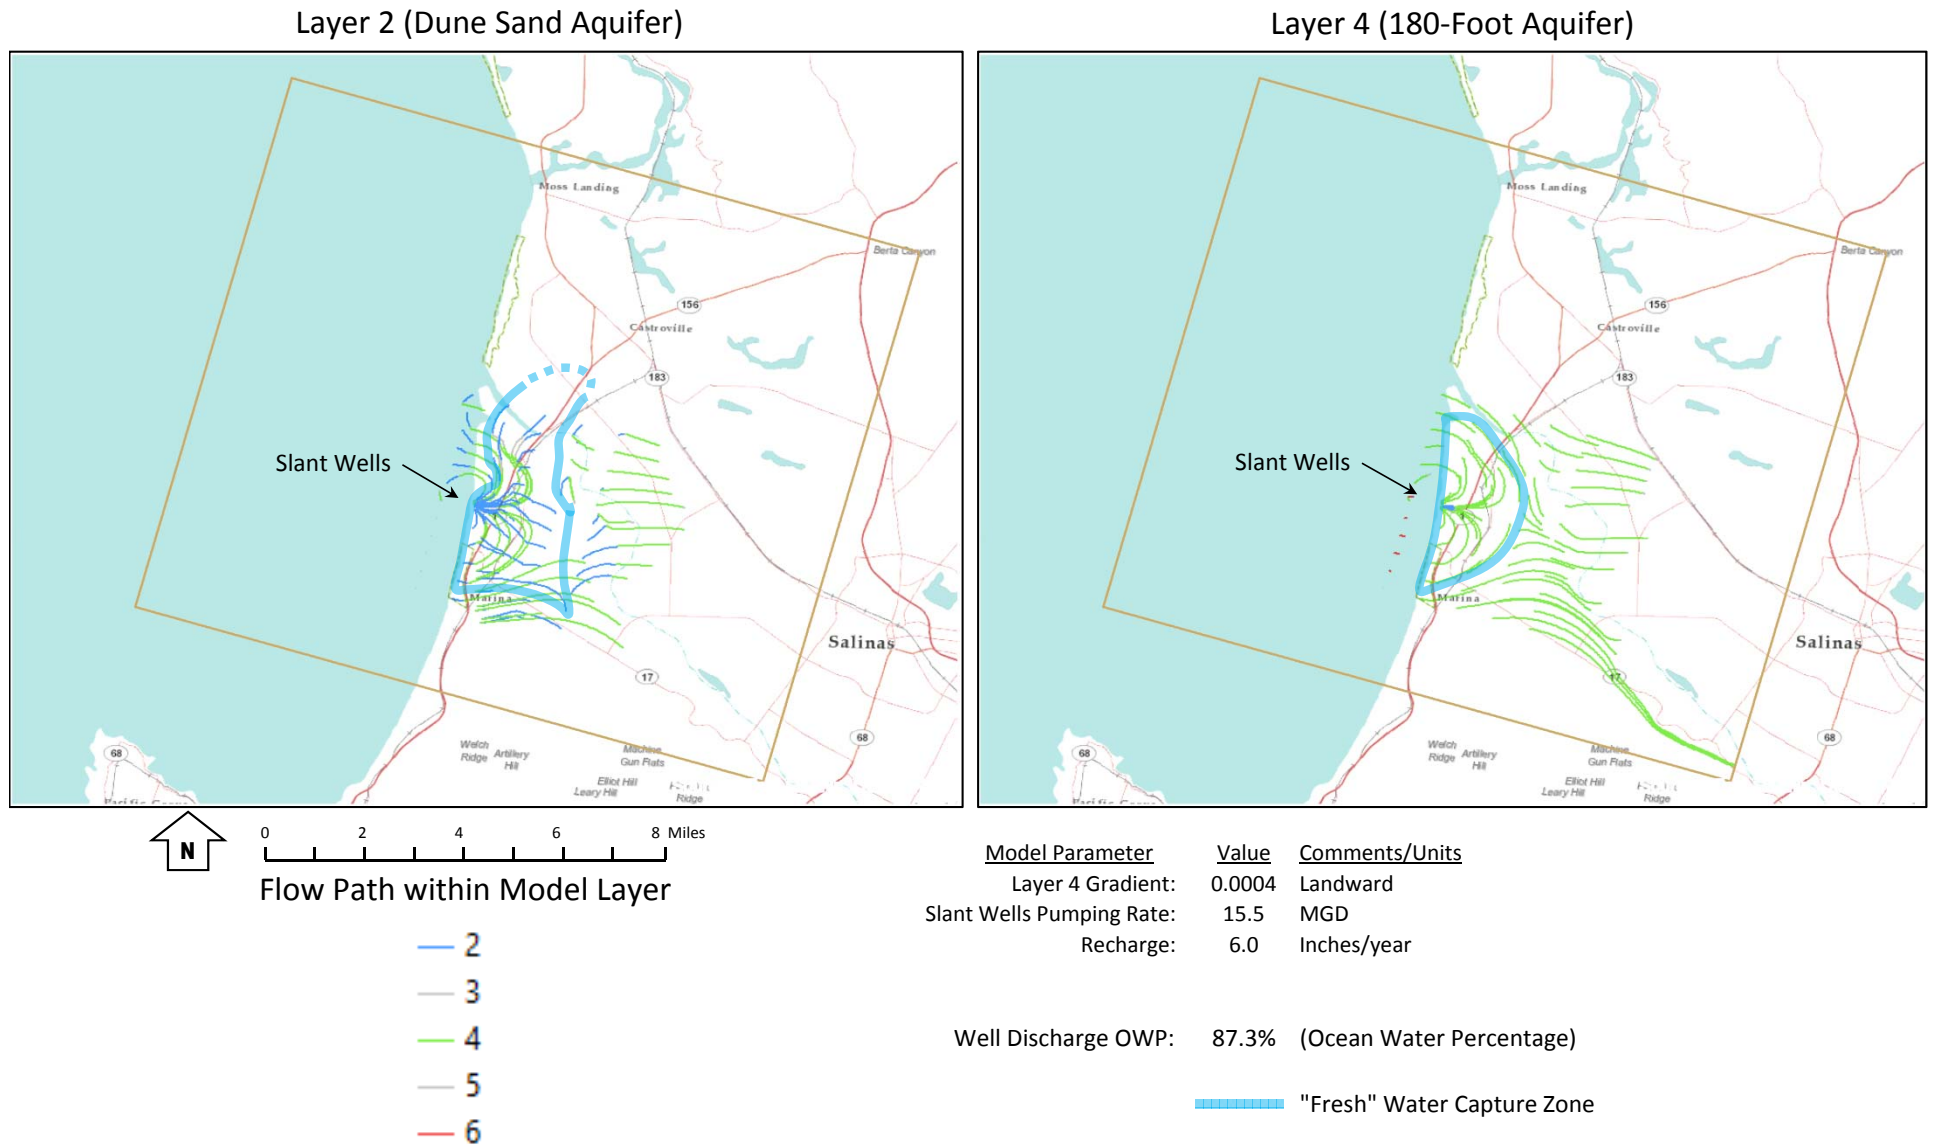 Layer 2 (Dune Sand Aquifer)
Layer 4 (180-Foot Aquifer)
Moss Landing
Berta Canyon
156
Castroville
183
Slant Wells
Marina
Salinas
17
68
68
Welch Ridge
Artillery Hill
Machine Gun Flats
Elliot Hill
Leary Hill
Ridge
Moss Landing
Berta Canyon
156
Castroville
183
Slant Wells
Marina
Salinas
17
68
68
Welch Ridge
Artillery Hill
Machine Gun Flats
Elliot Hill
Leary Hill
Ridge
N
0 2 4 6 8 Miles
Flow Path within Model Layer
2
3
4
5
6
Model Parameter Value Comments/Units
Layer 4 Gradient: 0.0004 Landward
Slant Wells Pumping Rate: 15.5 MGD
Recharge: 6.0 Inches/year
Well Discharge OWP: 87.3% (Ocean Water Percentage)
"Fresh" Water Capture Zone